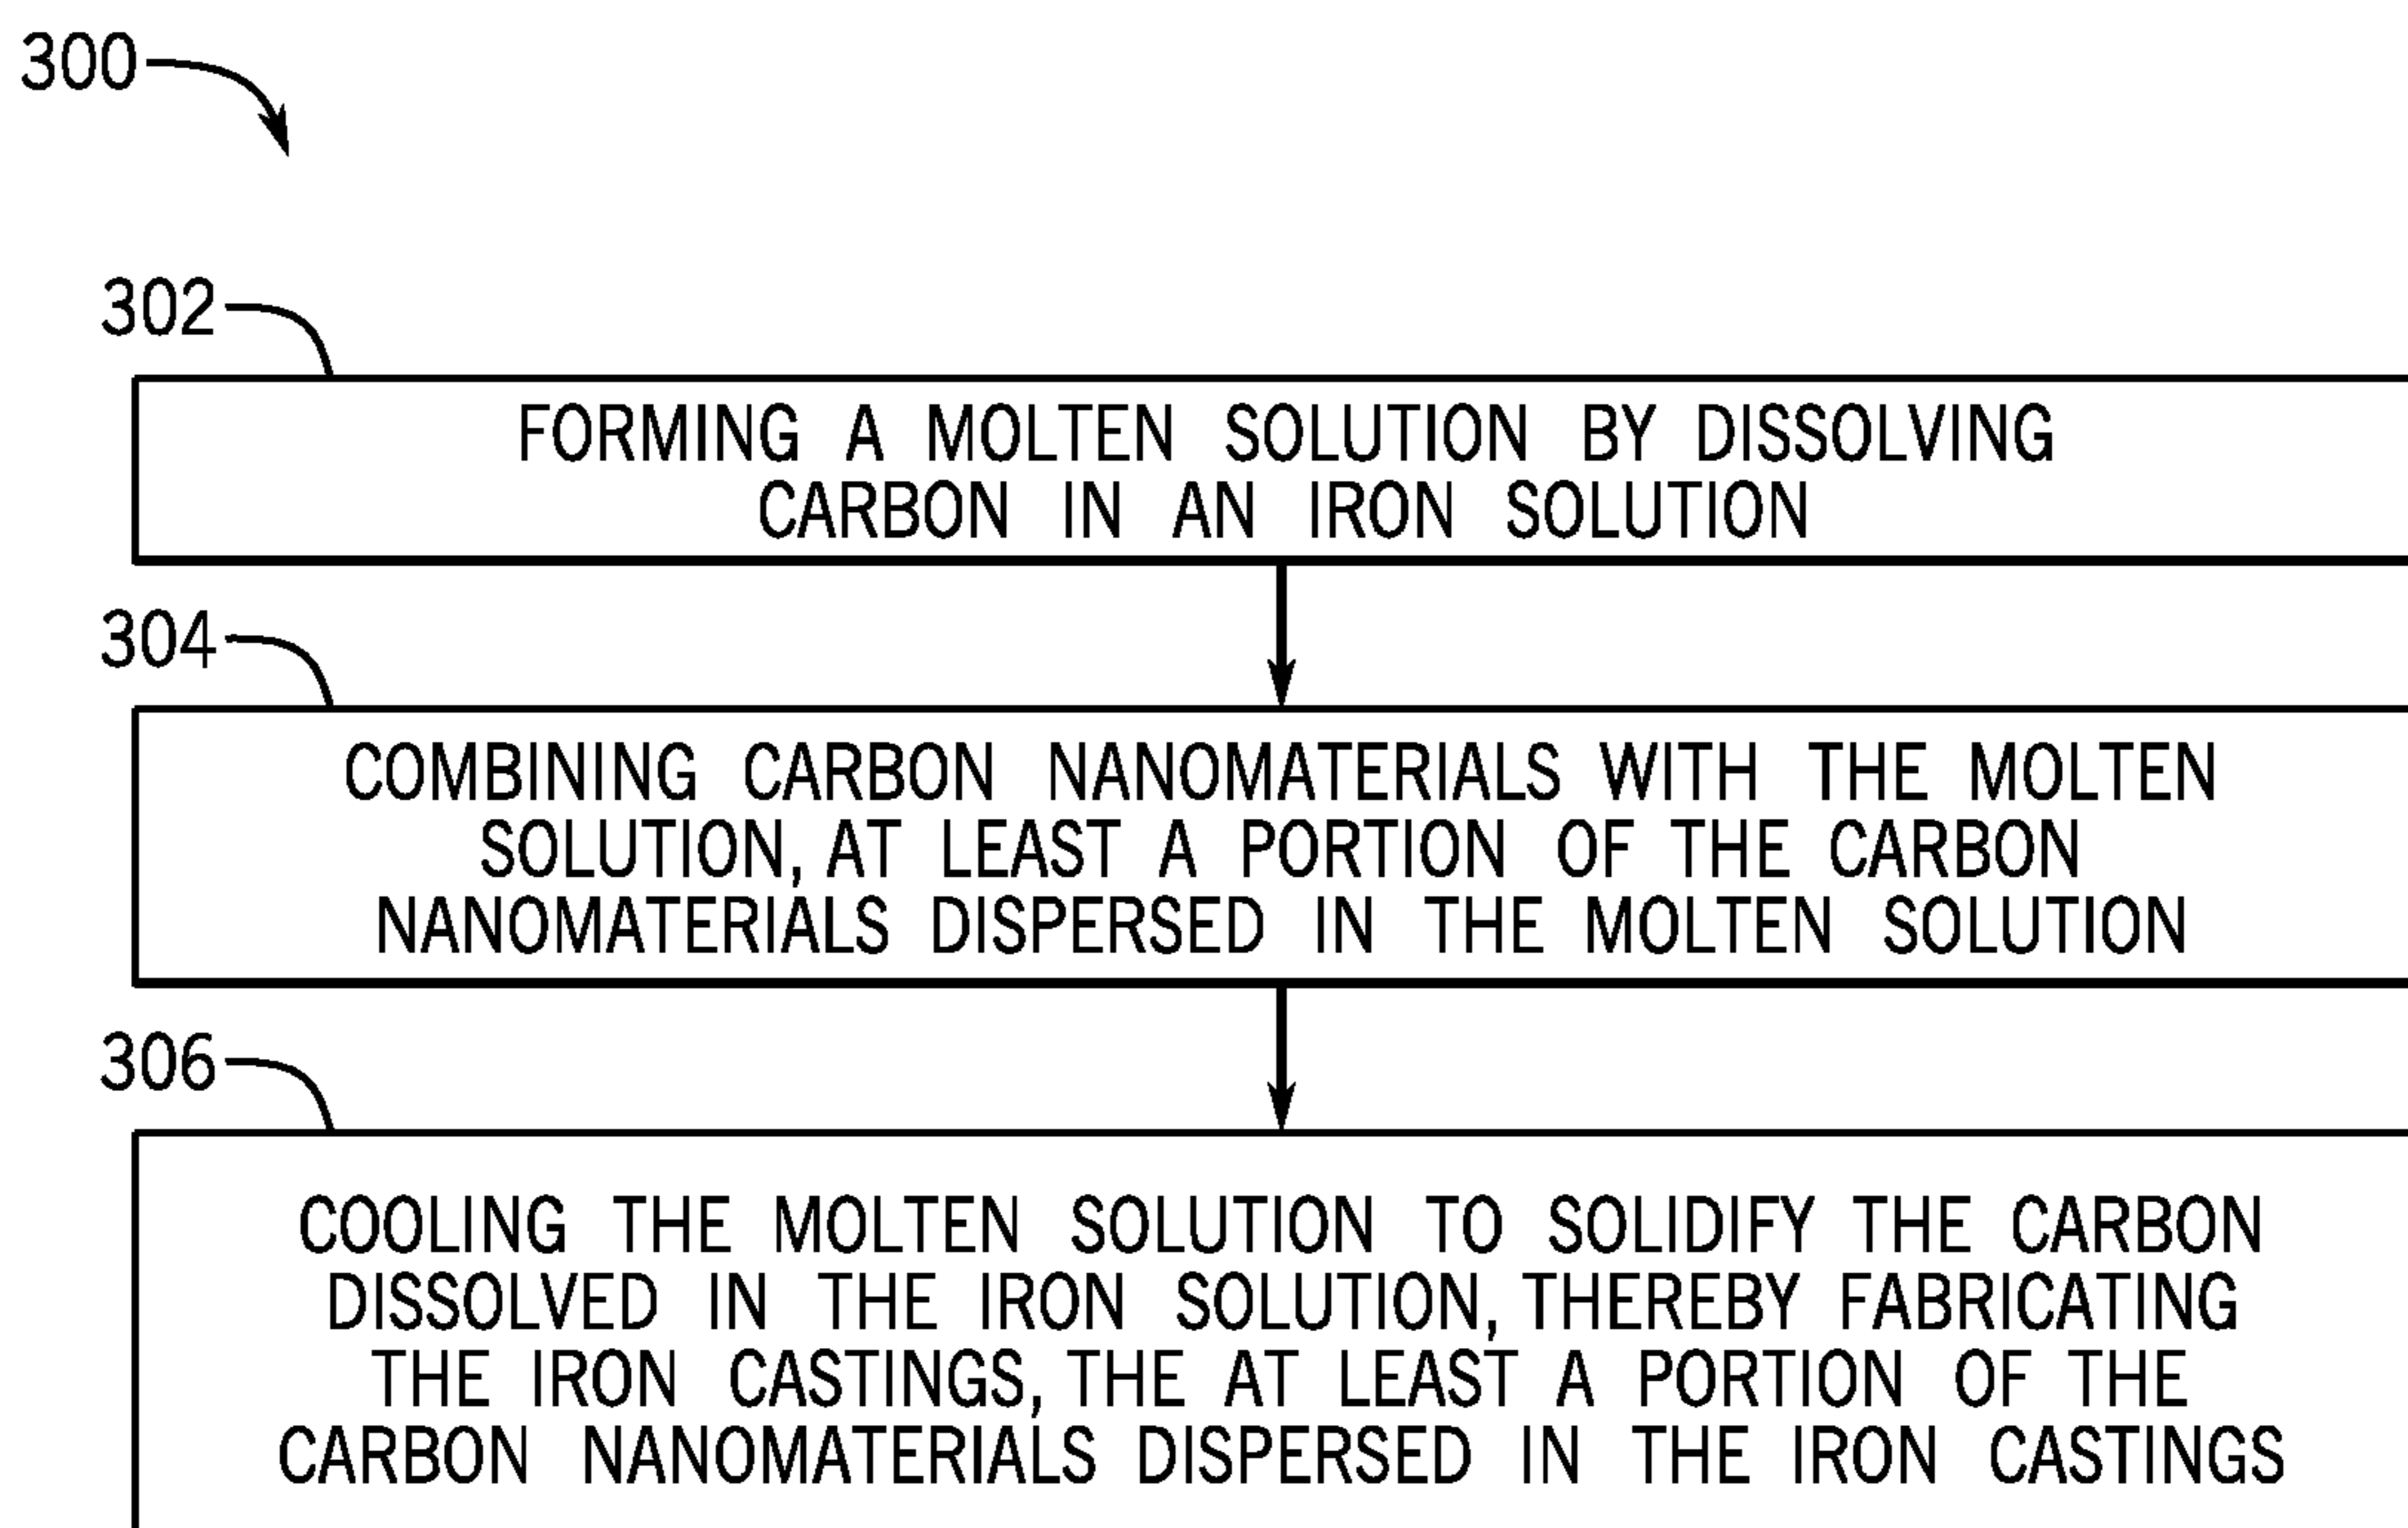 300
302
FORMING A MOLTEN SOLUTION BY DISSOLVING
CARBON IN AN IRON SOLUTION
304
COMBINING CARBON NANOMATERIALS WITH THE MOLTEN
SOLUTION, AT LEAST A PORTION OF THE CARBON
NANOMATERIALS DISPERSED IN THE MOLTEN SOLUTION
306
COOLING THE MOLTEN SOLUTION TO SOLIDIFY THE CARBON
DISSOLVED IN THE IRON SOLUTION, THEREBY FABRICATING
THE IRON CASTINGS, THE AT LEAST A PORTION OF THE
CARBON NANOMATERIALS DISPERSED IN THE IRON CASTINGS